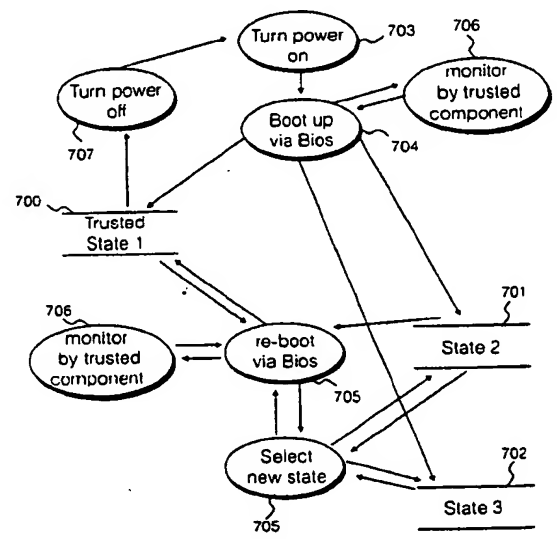 Turn power
on
703
706
monitor
by trusted
component
Turn power
off
707
Boot up
via Bios
704
700
Trusted
State 1
706
monitor
by trusted
component
re-boot
via Bios
705
701
State 2
Select
new state
705
702
State 3